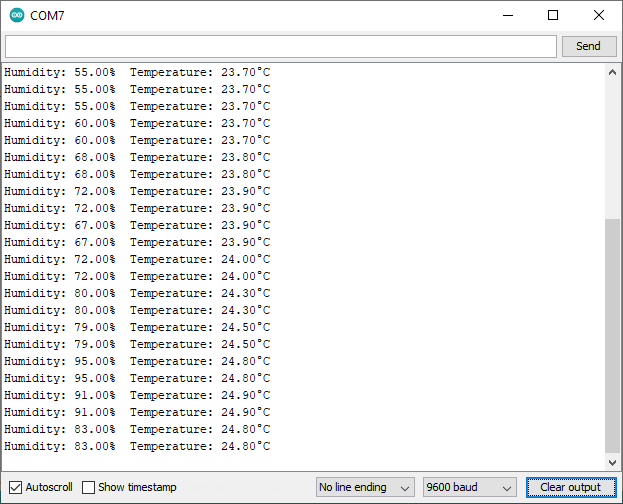 COM7
Send
Humidity: 55.00%  Temperature: 23.70°C
Humidity: 55.00%  Temperature: 23.70°C
Humidity: 55.00%  Temperature: 23.70°C
Humidity: 60.00%  Temperature: 23.70°C
Humidity: 60.00%  Temperature: 23.70°C
Humidity: 68.00%  Temperature: 23.80°C
Humidity: 68.00%  Temperature: 23.80°C
Humidity: 72.00%  Temperature: 23.90°C
Humidity: 72.00%  Temperature: 23.90°C
Humidity: 67.00%  Temperature: 23.90°C
Humidity: 67.00%  Temperature: 23.90°C
Humidity: 72.00%  Temperature: 24.00°C
Humidity: 72.00%  Temperature: 24.00°C
Humidity: 80.00%  Temperature: 24.30°C
Humidity: 80.00%  Temperature: 24.30°C
Humidity: 79.00%  Temperature: 24.50°C
Humidity: 79.00%  Temperature: 24.50°C
Humidity: 95.00%  Temperature: 24.80°C
Humidity: 95.00%  Temperature: 24.80°C
Humidity: 91.00%  Temperature: 24.90°C
Humidity: 91.00%  Temperature: 24.90°C
Humidity: 83.00%  Temperature: 24.80°C
Humidity: 83.00%  Temperature: 24.80°C
Autoscroll Show timestamp No line ending 9600 baud Clear output